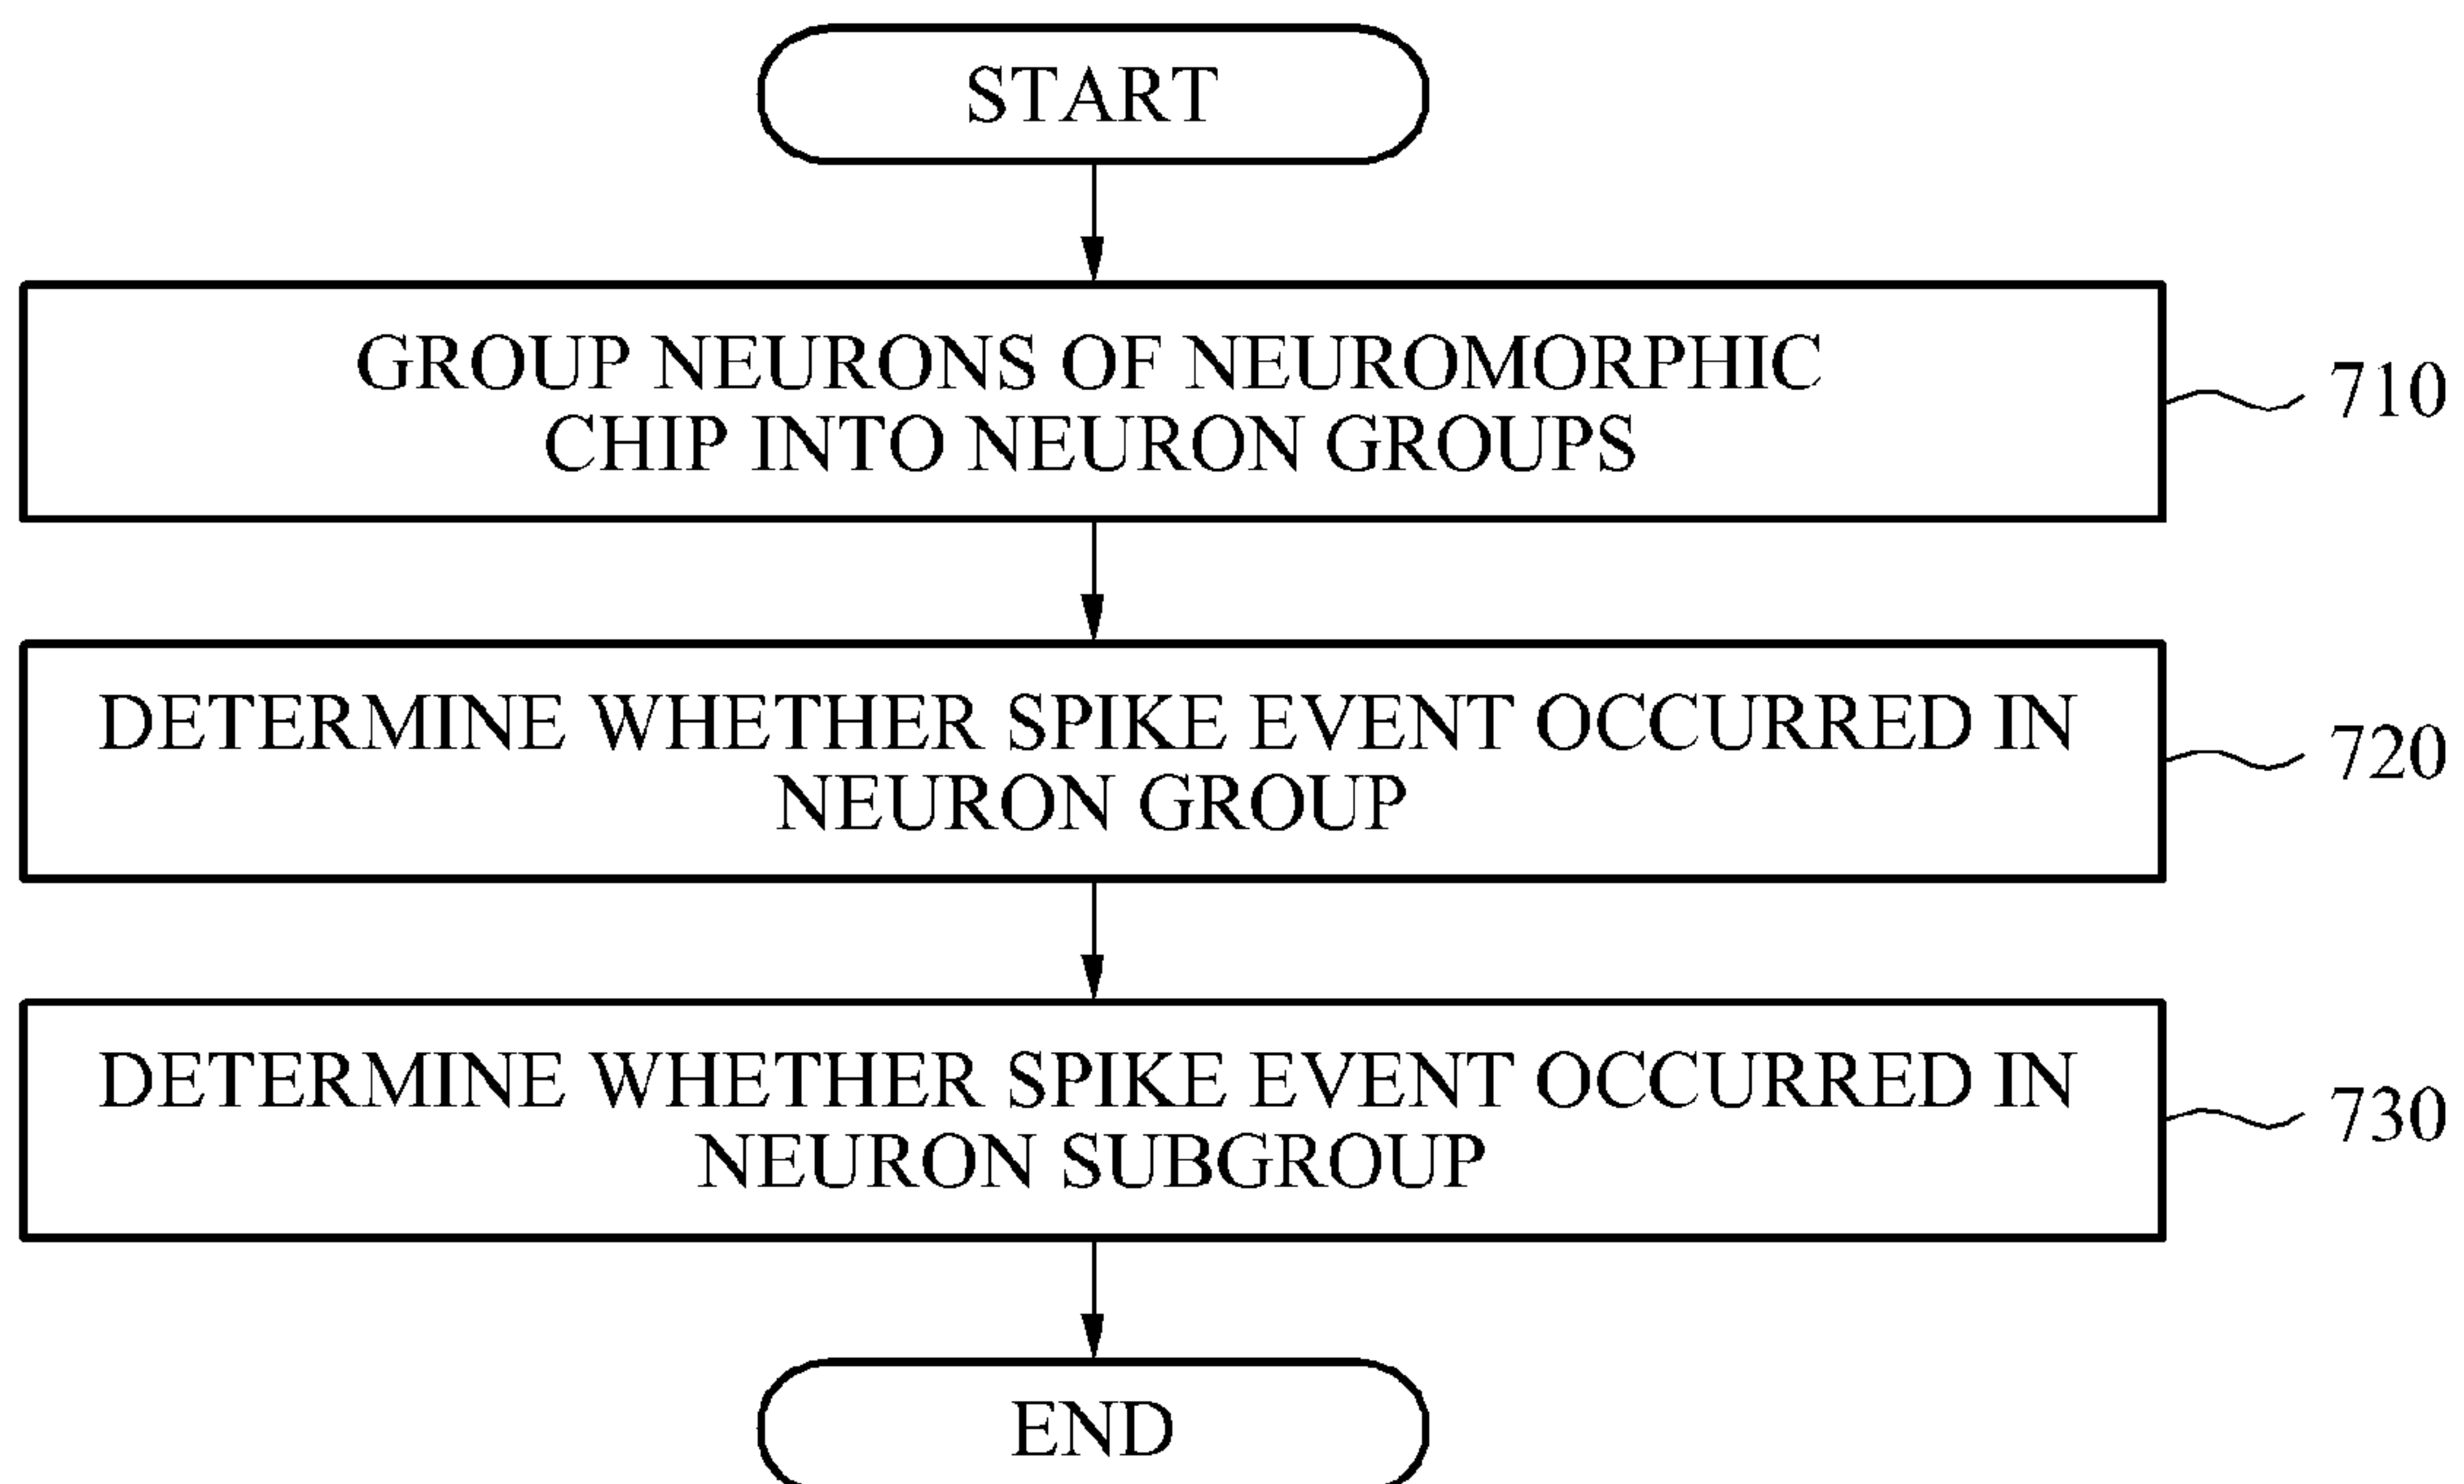 START
GROUP NEURONS OF NEUROMORPHIC
CHIP INTO NEURON GROUPS
710
DETERMINE WHETHER SPIKE EVENT OCCURRED IN
NEURON GROUP
720
DETERMINE WHETHER SPIKE EVENT OCCURRED IN
NEURON SUBGROUP
730
END